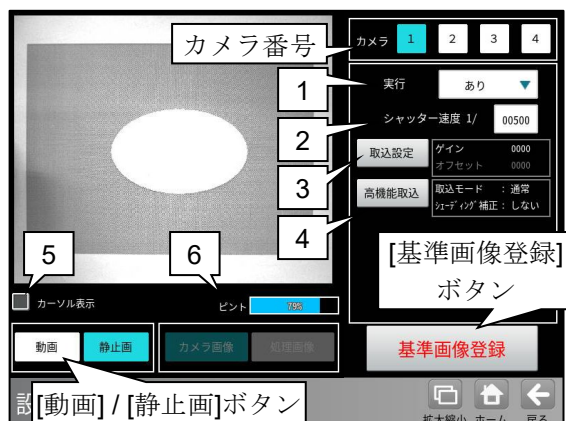 カメラ番号
カメラ 1 2 3 4
1
実行 あり
2
シャッター速度 1/ 00500
3
取込設定
ゲイン 0000
オフセット 0000
4
高機能取込
取込モード : 通常
シェーディング補正 : しない
5
6
カーソル表示
ピント 79%
[基準画像登録]
ボタン
動画 静止画 カメラ画像 処理画像
基準画像登録
設
[動画] / [静止画]ボタン
拡大縮小 ホーム 戻る